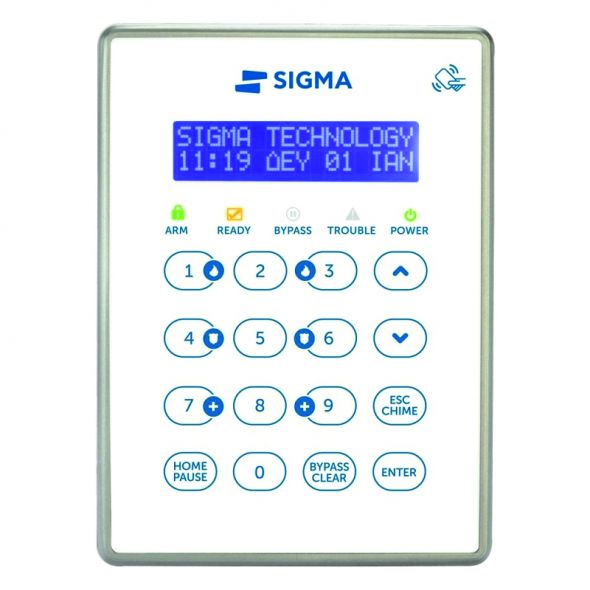 SIGMA
SIGMA TECHNOLOGY
11:19 ΔΕΥ 01 ΙΑΝ
ARM READY BYPASS TROUBLE POWER
1 2 3
4 5 6
7 8 9 ESC CHIME
HOME PAUSE 0 BYPASS CLEAR ENTER